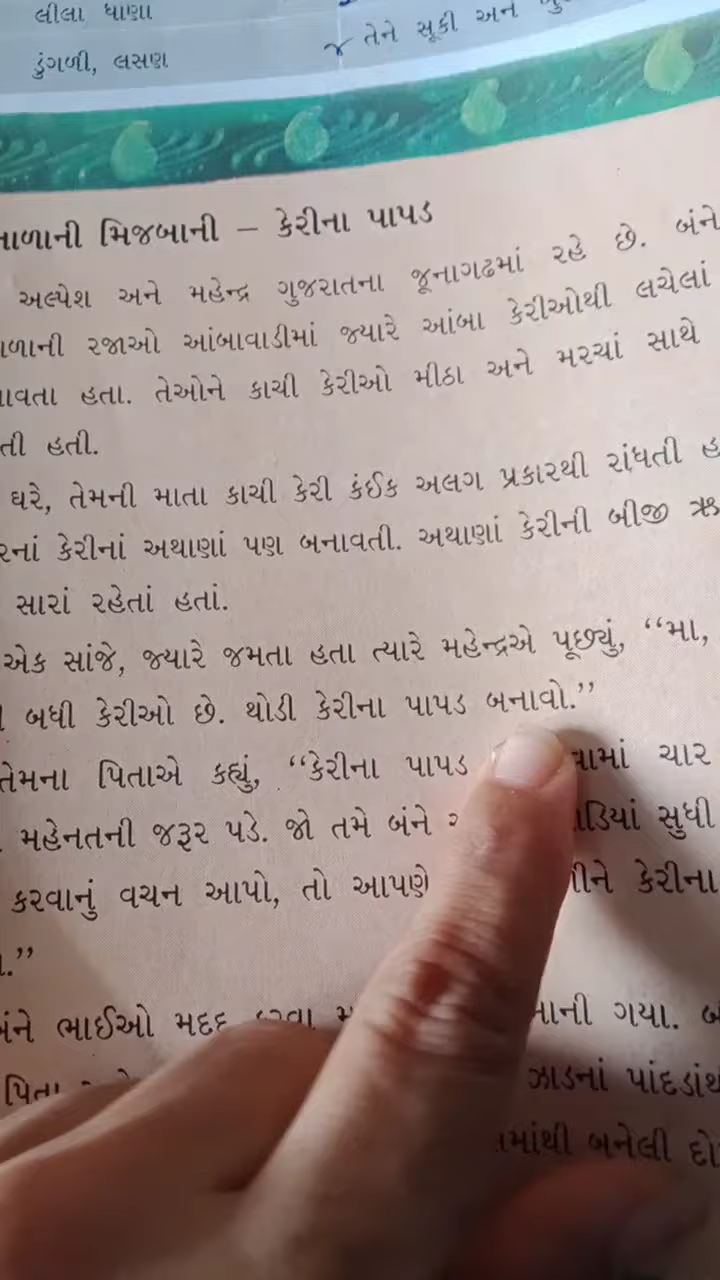 લીલા ધાણા
તેને સૂકી અને
ડુંગળી, લસણ
મિજબાની – કેરીના પાપડ
અલ્પેશ અને મહેન્દ્ર ગુજરાતના જૂનાગઢમાં રહે છે. બંને
રજાઓ આંબાવાડીમાં જ્યારે આંબા કેરીઓથી લચેલાં
હતા. તેઓને કાચી કેરીઓ મીઠા અને મરચાં સાથે
હતી.
ઘરે, તેમની માતા કાચી કેરી કંઈક અલગ પ્રકારથી રાંધતી
કેરીનાં અથાણાં પણ બનાવતી. અથાણાં કેરીની બીજી
સારાં રહેતાં હતાં.
એક સાંજે, જ્યારે જમતા હતા ત્યારે મહેન્દ્રએ પૂછ્યું, “મા,
બધી કેરીઓ છે. થોડી કેરીના પાપડ બનાવો.”
તેમના પિતાએ કહ્યું, “કેરીના પાપડ ચાર
મહેનતની જરૂર પડે. જો તમે બંને સુધી
કરવાનું વચન આપો, તો આપણે કેરીના
ભાઈઓ મદદ ગયા.
પિતા ઝાડનાં
બનેલી